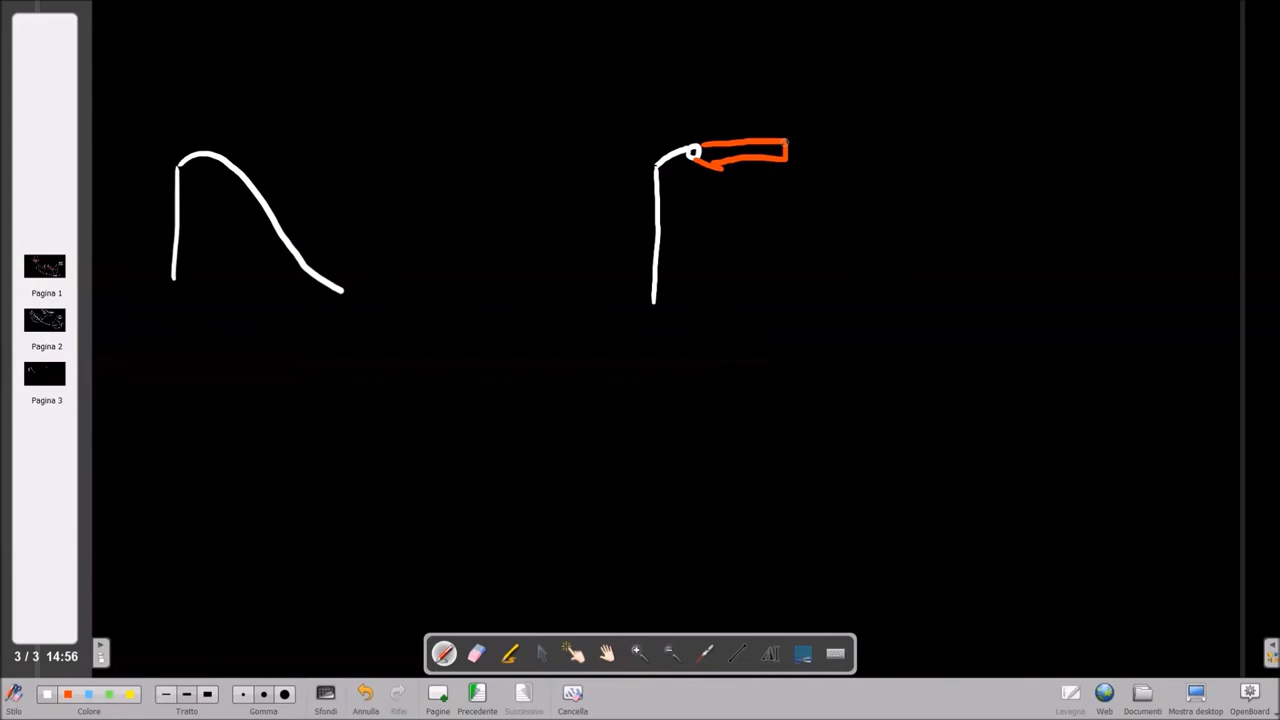 Pagina 1
Pagina 2
Pagina 3
3 / 3 14:56
Stilo
Colore
Tratto
Gomma
Sfondi
Annulla
Rifai
Pagine
Precedente
Successivo
Cancella
Lavagna
Web
Documenti
Mostra desktop
OpenBoard
AI